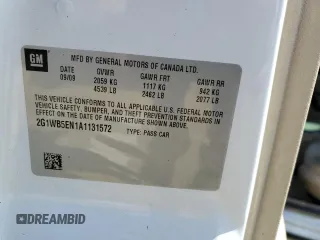 GM
MFD BY GENERAL MOTORS OF CANADA LTD.
DATE GVWR GAWR FRT GAWR RR
09/09 2059 KG 1117 KG 942 KG
4539 LB 2462 LB 2077 LB
THIS VEHICLE CONFORMS TO ALL APPLICABLE U.S. FEDERAL MOTOR
VEHICLE SAFETY, BUMPER, AND THEFT PREVENTION STANDARDS IN
EFFECT ON THE DATE OF MANUFACTURE SHOWN ABOVE.
2G1WB5EN1A1131572 TYPE: PASS CAR
© AUTOBIDMASTER
DREAMBID